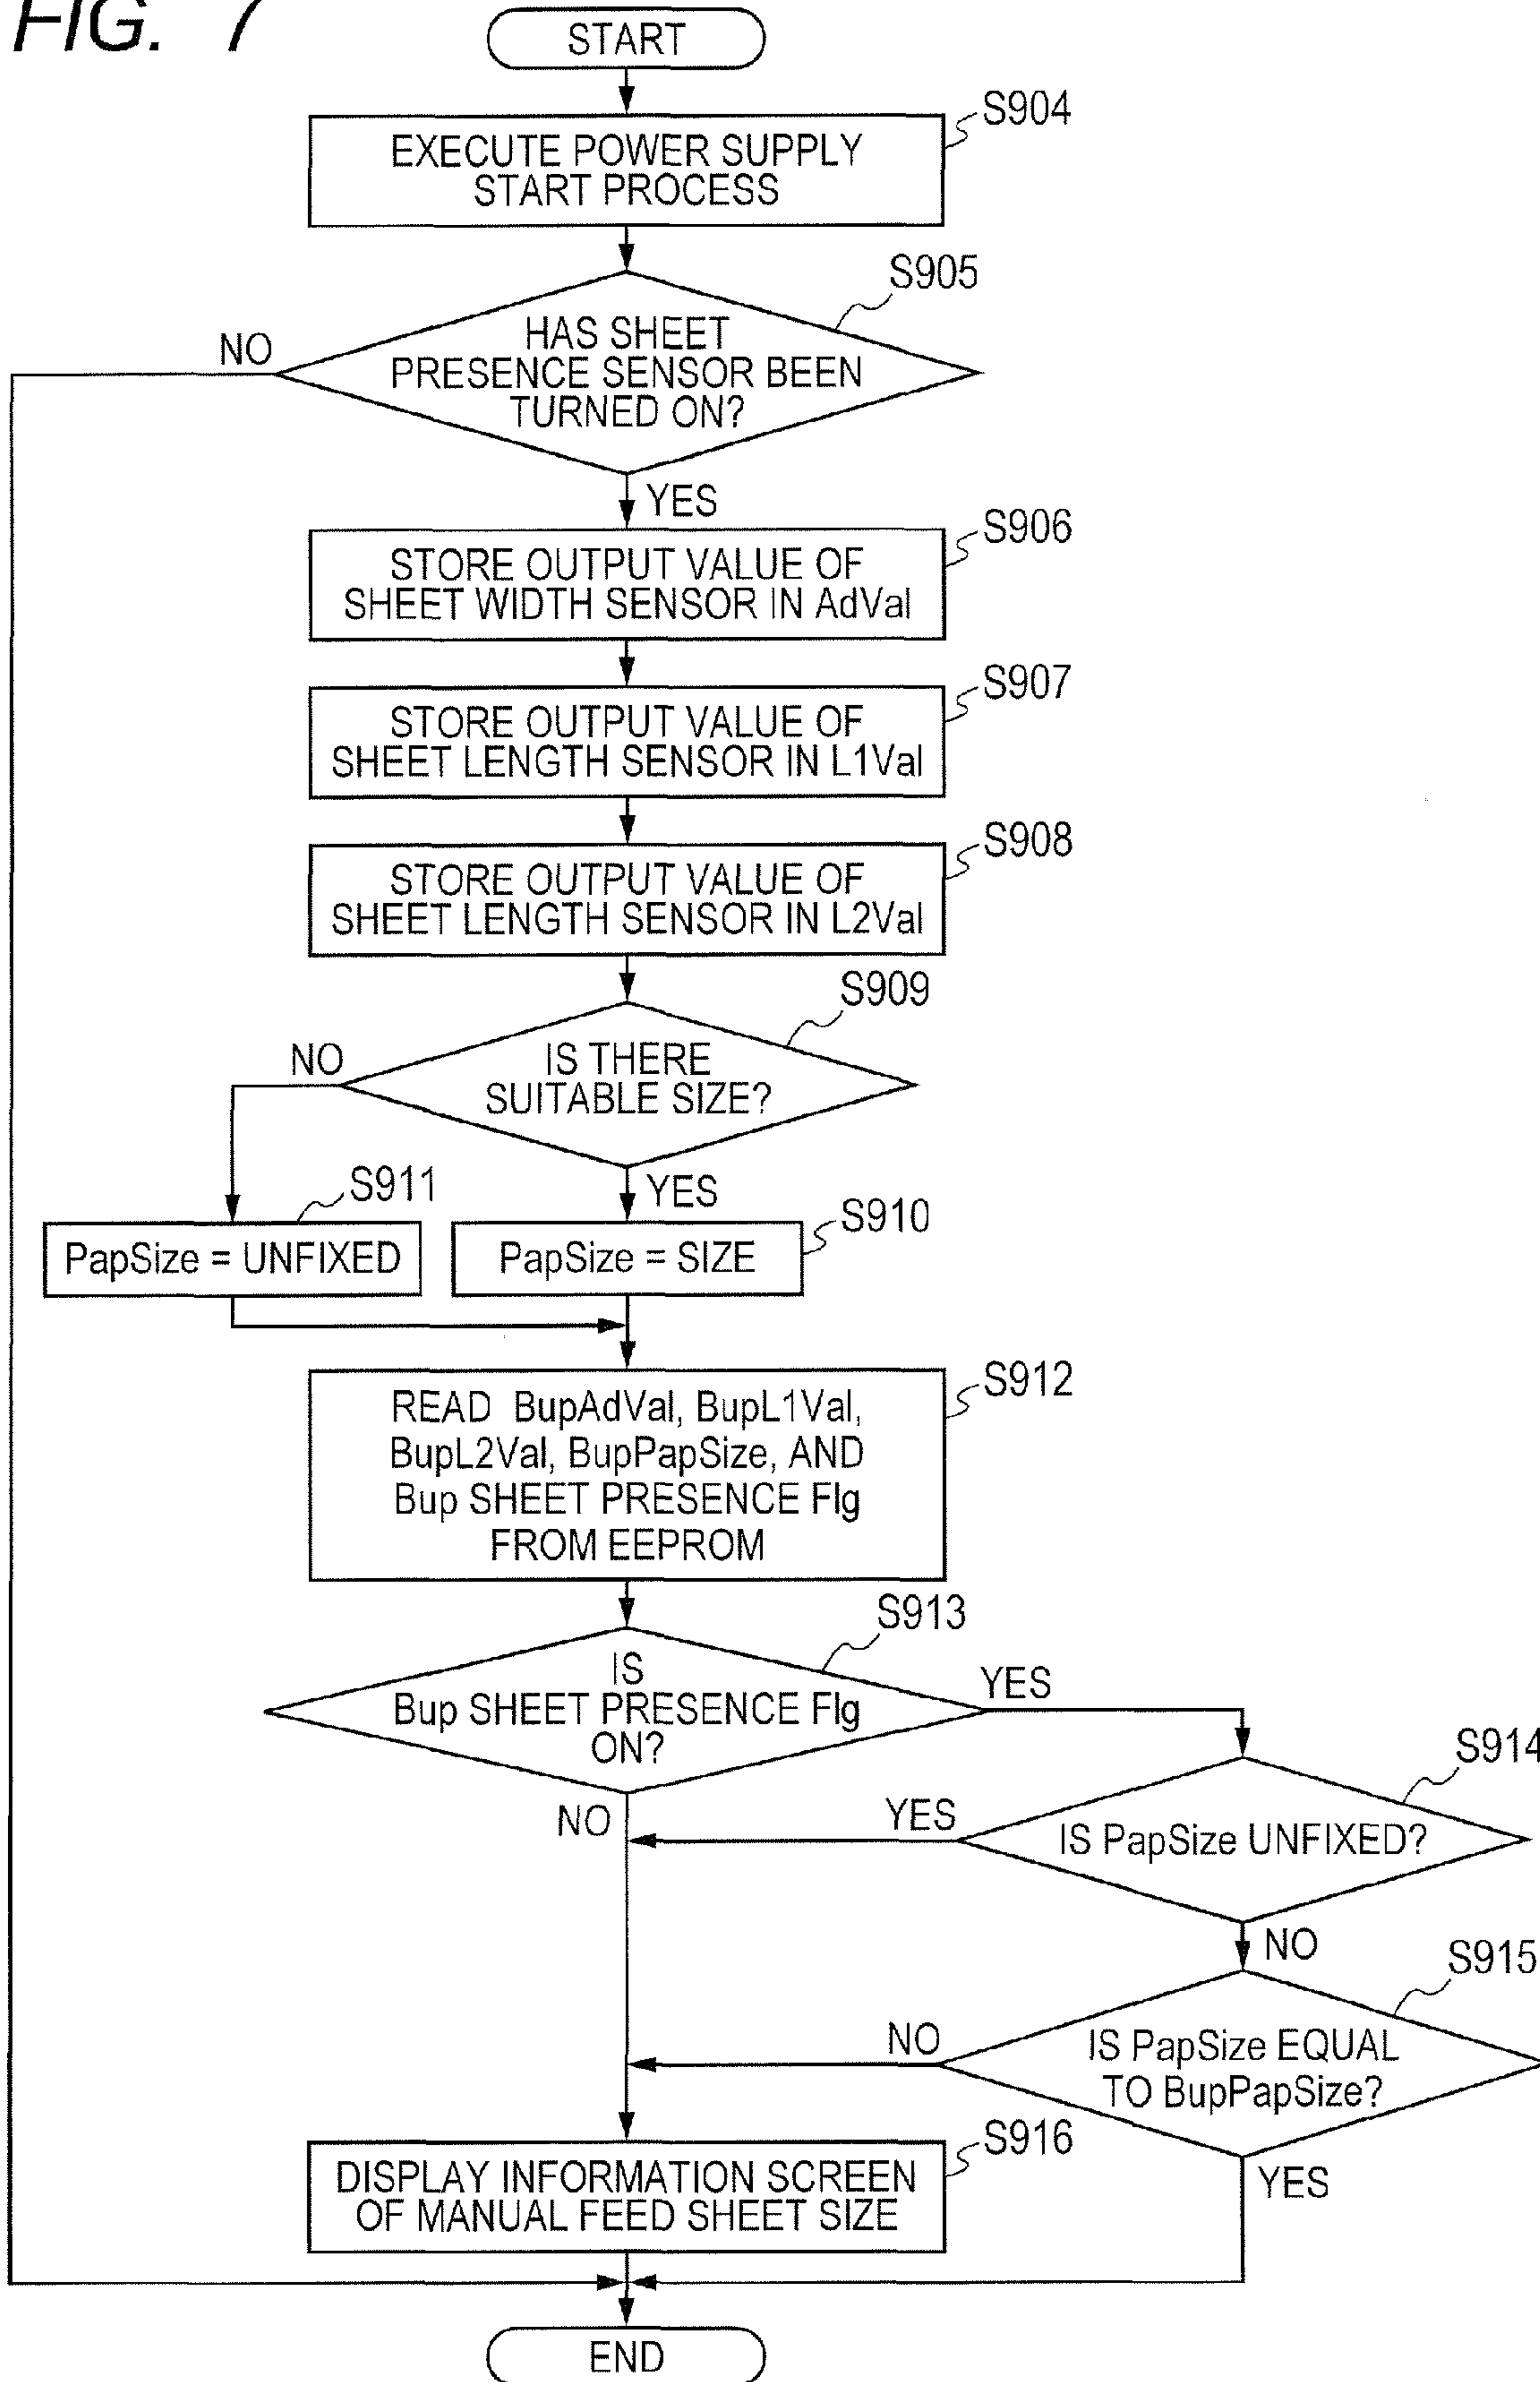 FIG. 7
START
S904
EXECUTE POWER SUPPLY
START PROCESS
S905
NO
HAS SHEET
PRESENCE SENSOR BEEN
TURNED ON?
YES
S906
STORE OUTPUT VALUE OF
SHEET WIDTH SENSOR IN AdVal
S907
STORE OUTPUT VALUE OF
SHEET LENGTH SENSOR IN L1Val
S908
STORE OUTPUT VALUE OF
SHEET LENGTH SENSOR IN L2Val
S909
NO
IS THERE
SUITABLE SIZE?
YES
S911
S910
PapSize = UNFIXED
PapSize = SIZE
S912
READ BupAdVal, BupL1Val,
BupL2Val, BupPapSize, AND
Bup SHEET PRESENCE Flg
FROM EEPROM
S913
IS
Bup SHEET PRESENCE Flg
ON?
YES
NO
S914
YES
IS PapSize UNFIXED?
NO
S915
NO
IS PapSize EQUAL
TO BupPapSize?
YES
S916
DISPLAY INFORMATION SCREEN
OF MANUAL FEED SHEET SIZE
END